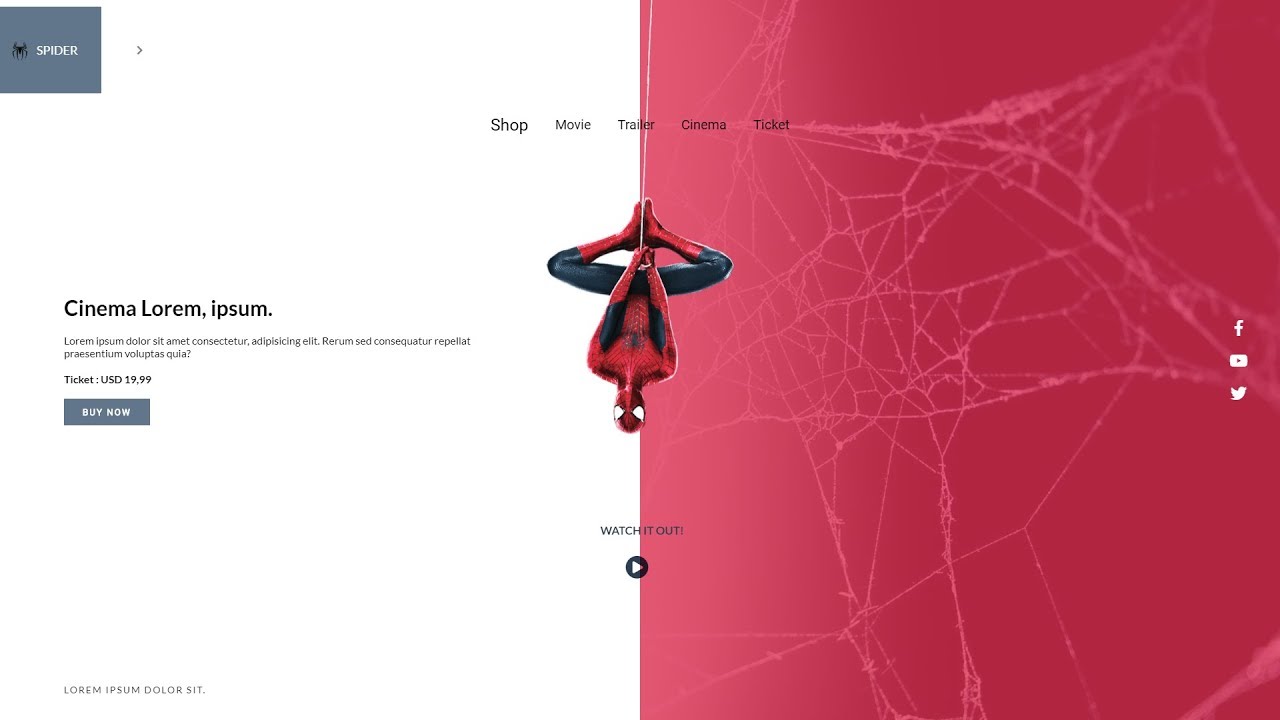 SPIDER
Shop Movie Trailer Cinema Ticket
Cinema Lorem, ipsum.
Lorem ipsum dolor sit amet consectetur, adipisicing elit. Rerum sed consequatur repellat
praesentium voluptas quia?
Ticket : USD 19,99
BUY NOW
WATCH IT OUT!
LOREM IPSUM DOLOR SIT.